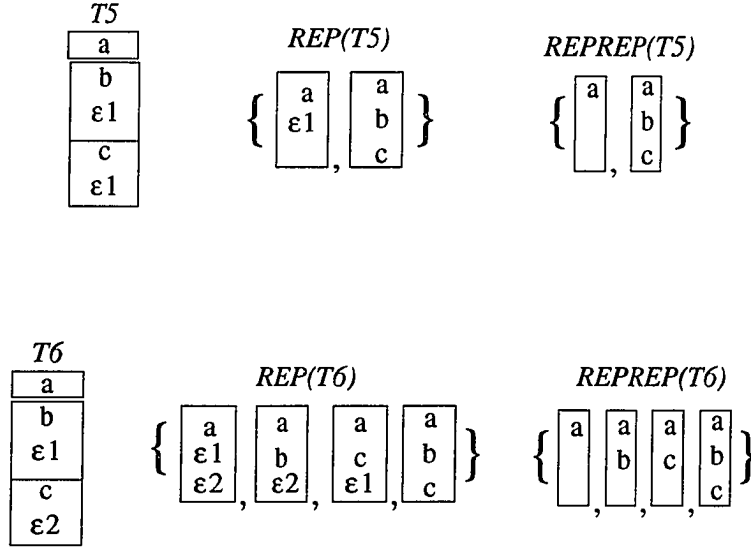 T5
a
b
ε1
c
ε1
REP(T5)
{ a ε1 , a b c }
REPREP(T5)
{ a , a b c }
T6
a
b
ε1
c
ε2
REP(T6)
{ a ε1 ε2 , a b ε2 , a c ε1 , a b c }
REPREP(T6)
{ a , a b , a c , a b c }